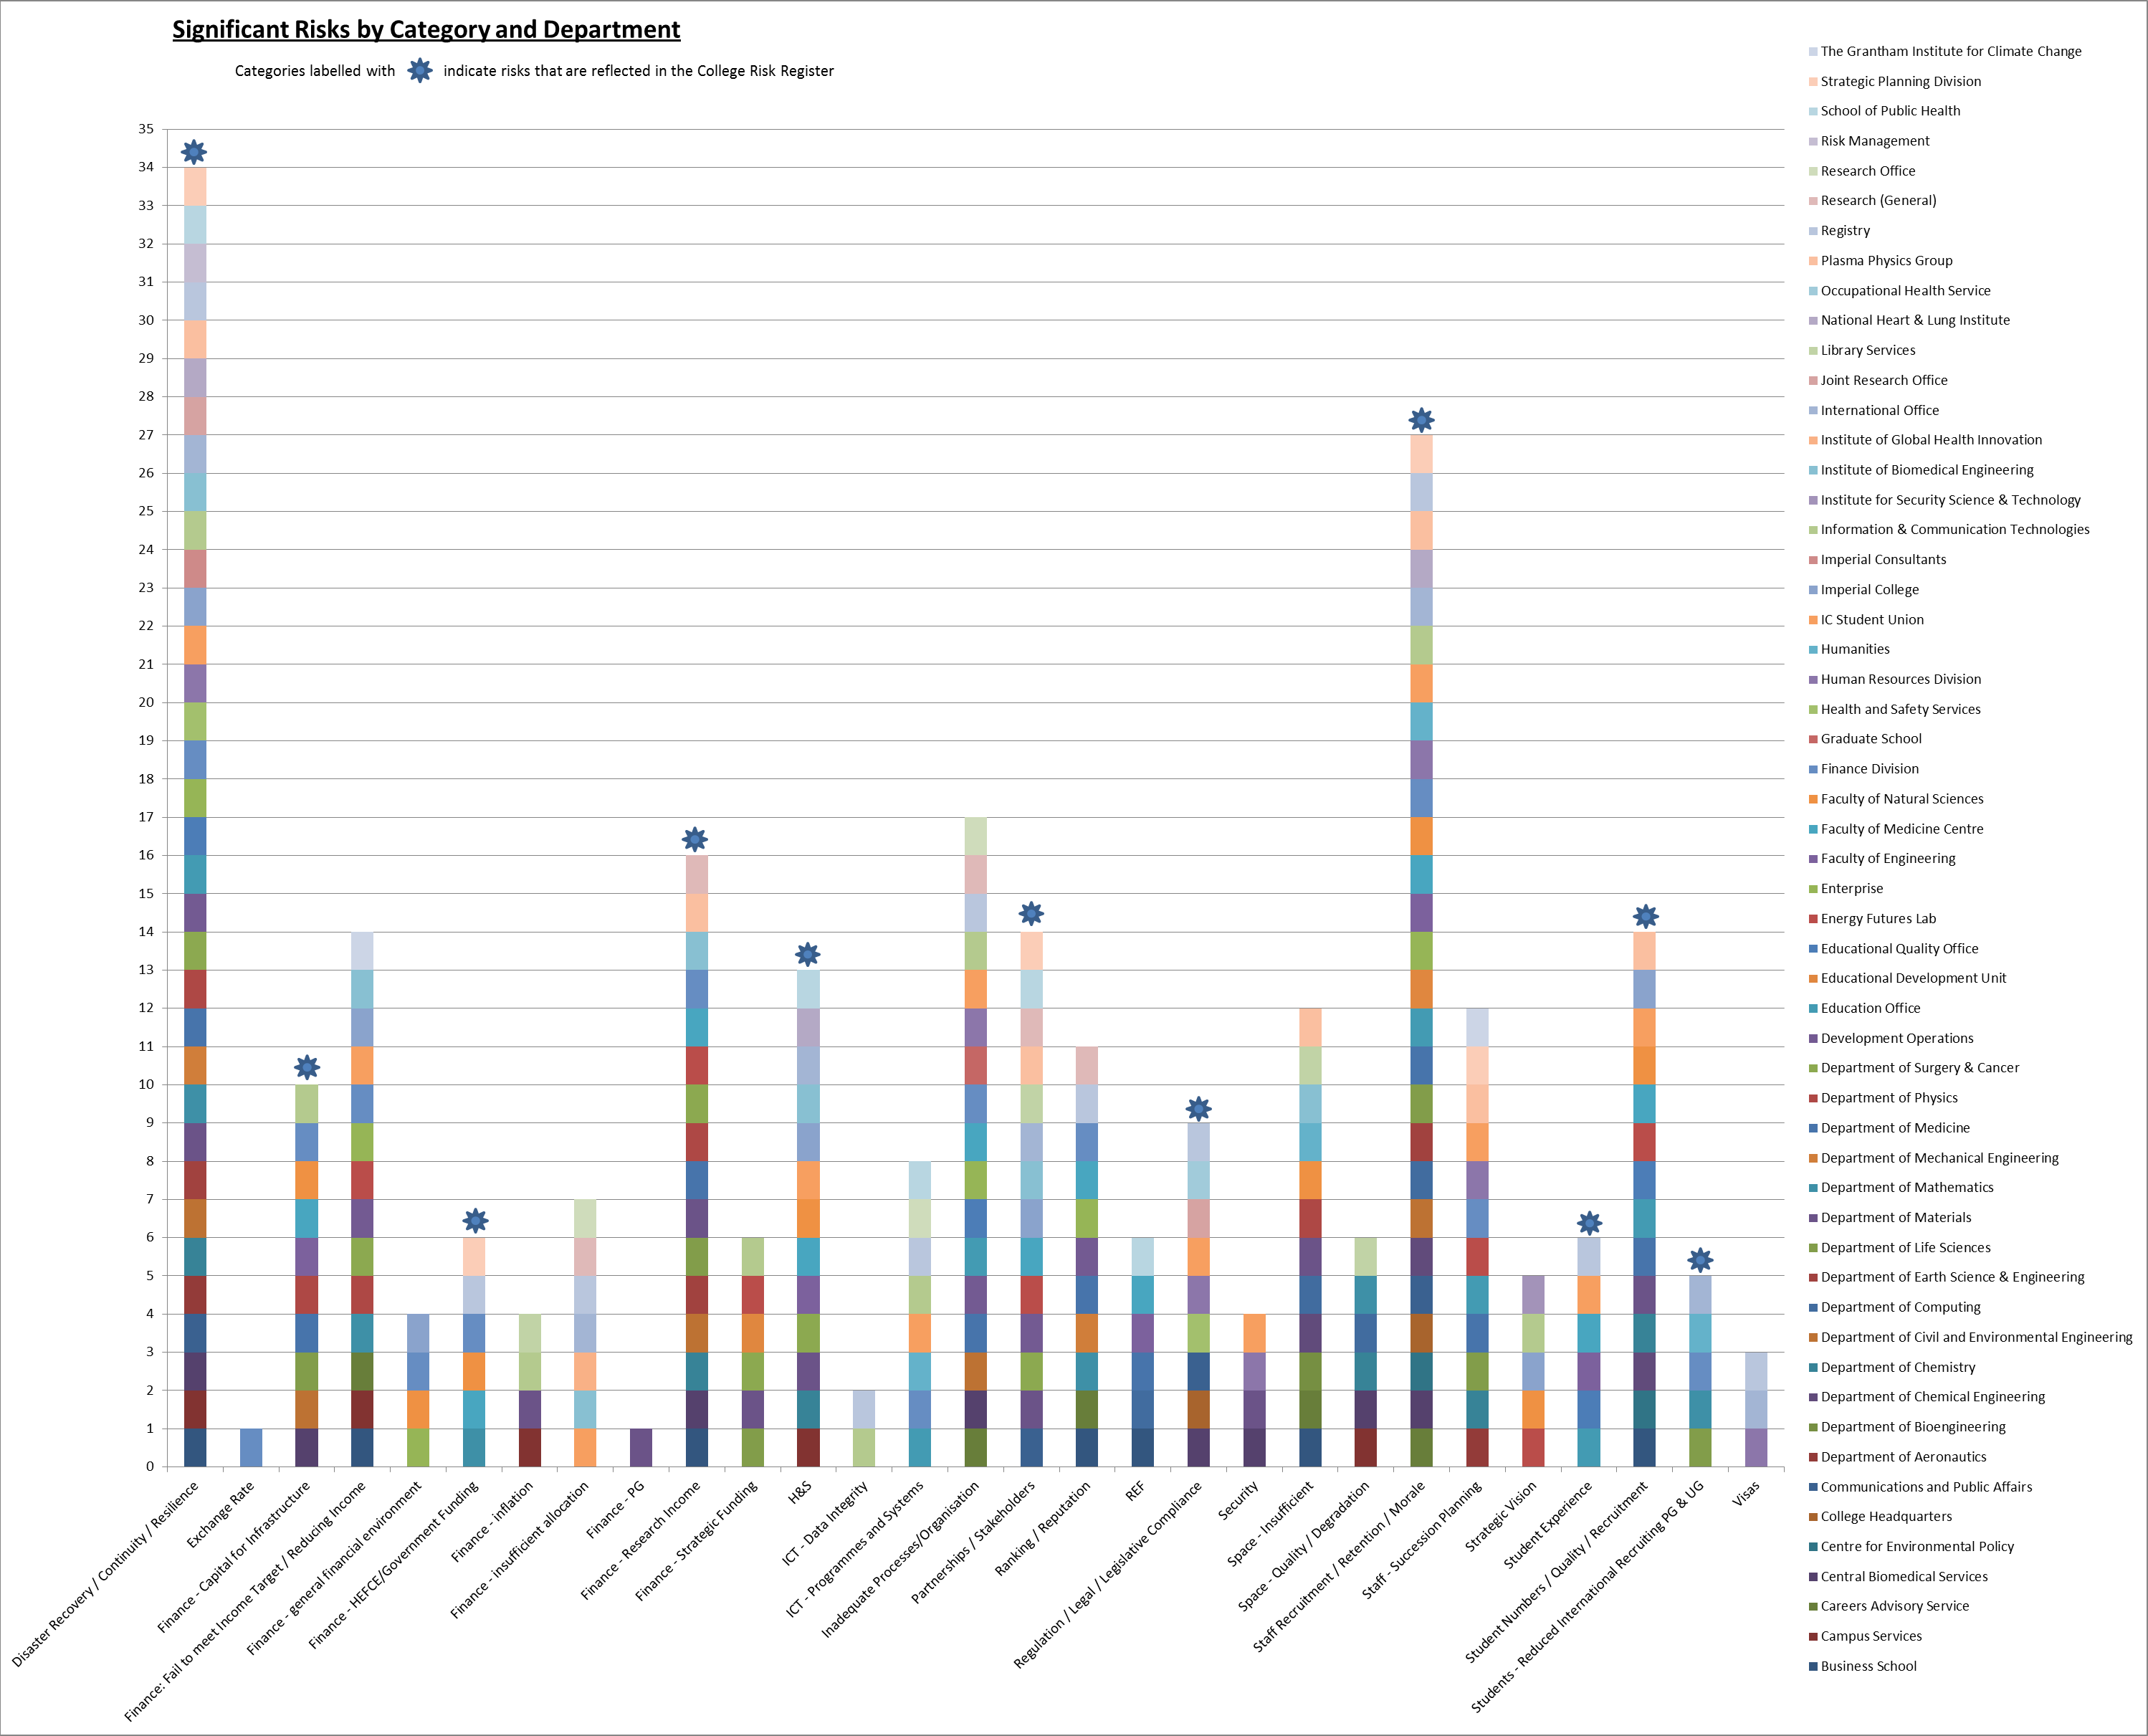 Significant Risks by Category and Department
Categories labelled with indicate risks that are reflected in the College Risk Register
35
34
33
32
31
30
29
28
27
26
25
24
23
22
21
20
19
18
17
16
15
14
13
12
11
10
9
8
7
6
5
4
3
2
1
0
Disaster Recovery / Continuity / Resilience
Exchange Rate
Finance - Capital for Infrastructure
Finance: Fail to meet Income Target / Reducing Income
Finance - general financial environment
Finance - HEFCE/Government Funding
Finance - inflation
Finance - insufficient allocation
Finance - PG
Finance - Research Income
Finance - Strategic Funding
H&S
ICT - Data Integrity
ICT - Programmes and Systems
Inadequate Processes/Organisation
Partnerships / Stakeholders
Ranking / Reputation
REF
Regulation / Legal / Legislative Compliance
Security
Space - Insufficient
Space - Quality / Degradation
Staff Recruitment / Retention / Morale
Staff - Succession Planning
Strategic Vision
Student Experience
Student Numbers / Quality / Recruitment
Students - Reduced International Recruiting PG & UG
Visas
The Grantham Institute for Climate Change
Strategic Planning Division
School of Public Health
Risk Management
Research Office
Research (General)
Registry
Plasma Physics Group
Occupational Health Service
National Heart & Lung Institute
Library Services
Joint Research Office
International Office
Institute of Global Health Innovation
Institute of Biomedical Engineering
Institute for Security Science & Technology
Information & Communication Technologies
Imperial Consultants
Imperial College
IC Student Union
Humanities
Human Resources Division
Health and Safety Services
Graduate School
Finance Division
Faculty of Natural Sciences
Faculty of Medicine Centre
Faculty of Engineering
Enterprise
Energy Futures Lab
Educational Quality Office
Educational Development Unit
Education Office
Development Operations
Department of Surgery & Cancer
Department of Physics
Department of Medicine
Department of Mechanical Engineering
Department of Mathematics
Department of Materials
Department of Life Sciences
Department of Earth Science & Engineering
Department of Computing
Department of Civil and Environmental Engineering
Department of Chemistry
Department of Chemical Engineering
Department of Bioengineering
Department of Aeronautics
Communications and Public Affairs
College Headquarters
Centre for Environmental Policy
Central Biomedical Services
Careers Advisory Service
Campus Services
Business School